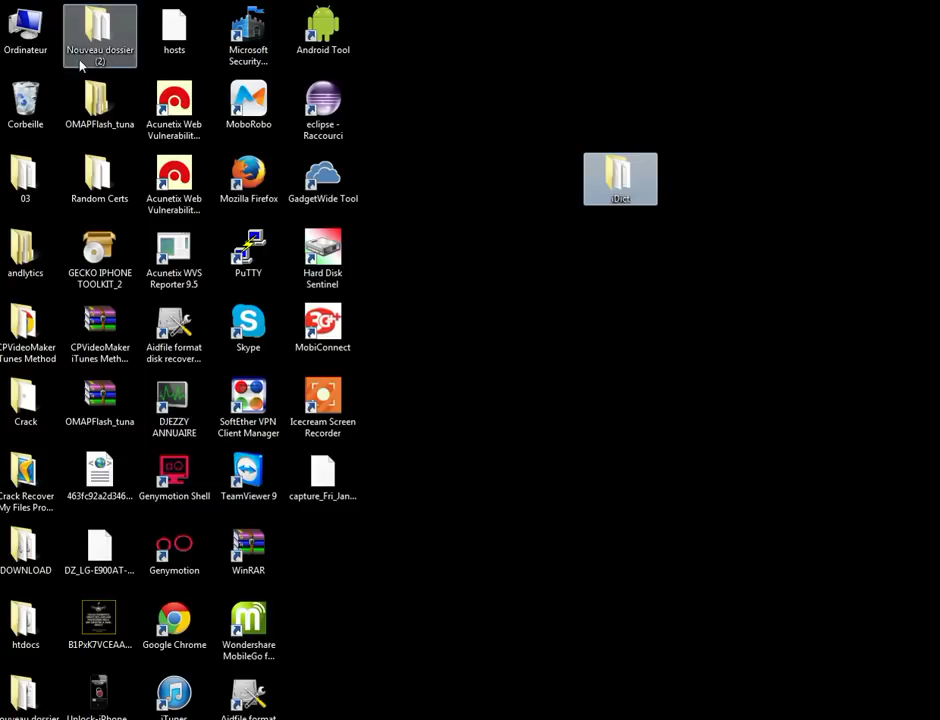 Ordinateur
Nouveau dossier
(2)
hosts
Microsoft
Security...
Android Tool
Corbeille
OMAPFlash_tuna
Acunetix Web
Vulnerabilit...
MoboRobo
eclipse -
Raccourci
03
Random Certs
Acunetix Web
Vulnerabilit...
Mozilla Firefox
GadgetWide Tool
iDict
andlytics
GECKO IPHONE
TOOLKIT_2
Acunetix WVS
Reporter 9.5
PuTTY
Hard Disk
Sentinel
CPVideoMaker
Tunes Method
CPVideoMaker
iTunes Meth...
Aidfile format
disk recover...
Skype
3G+
MobiConnect
Crack
OMAPFlash_tuna
DJEZZY
ANNUAIRE
SoftEther VPN
Client Manager
Icecream Screen
Recorder
Crack Recover
My Files Pro...
463fc92a2d346...
Genymotion Shell
TeamViewer 9
capture_Fri_Jan...
DOWNLOAD
DZ_LG-E900AT-...
Genymotion
WinRAR
htdocs
B1PxK7VCEAA...
Google Chrome
Wondershare
MobileGo f...
Nouveau dossier
Unlock-iPhone
iTunes
Aidfile format